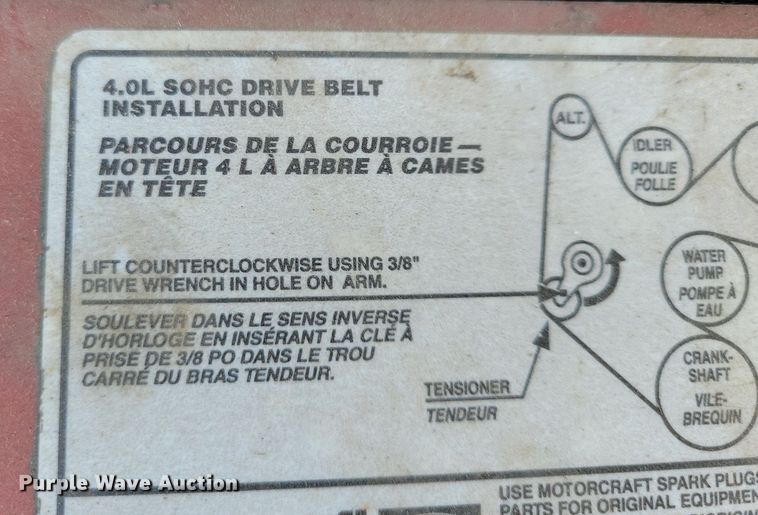 4.0L SOHC DRIVE BELT
INSTALLATION
PARCOURS DE LA COURROIE —
MOTEUR 4 L À ARBRE À CAMES
EN TÊTE
LIFT COUNTERCLOCKWISE USING 3/8"
DRIVE WRENCH IN HOLE ON ARM.
SOULEVER DANS LE SENS INVERSE
D'HORLOGE EN INSÉRANT LA CLÉ À
PRISE DE 3/8 PO DANS LE TROU
CARRÉ DU BRAS TENDEUR.
ALT.
IDLER
POULIE
FOLLE
WATER
PUMP
POMPE À
EAU
CRANK-
SHAFT
VILE-
BREQUIN
TENSIONER
TENDEUR
USE MOTORCRAFT SPARK PLUGS
PARTS FOR ORIGINAL EQUIPMEN
Purple Wave Auction